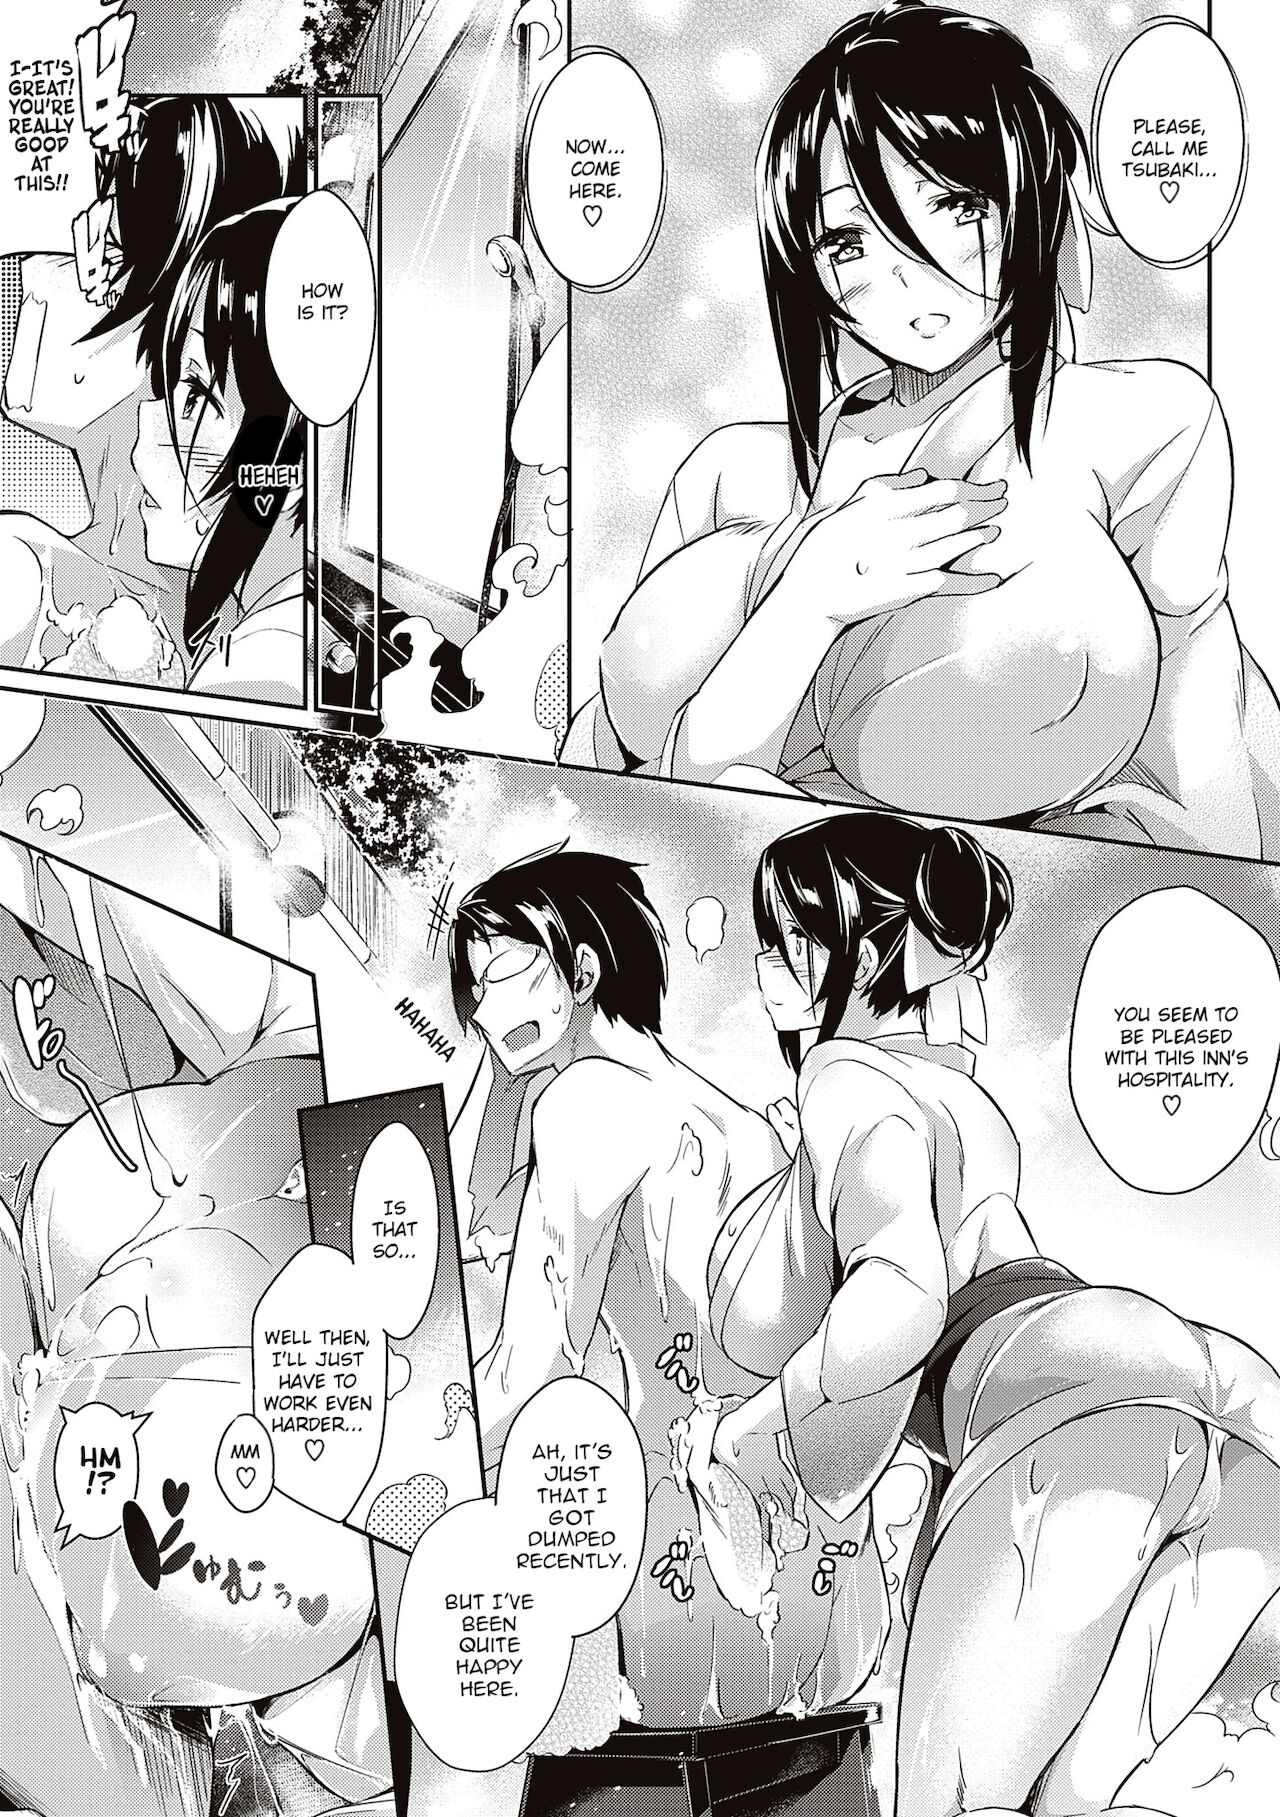 PLEASE,
CALL ME
TSUBAKI...
♡
NOW...
COME
HERE.
♡
HOW
IS IT?
HEHEH
♡
I-IT'S
GREAT!
YOU'RE
REALLY
GOOD
AT
THIS!!
YOU SEEM TO
BE PLEASED
WITH THIS INN'S
HOSPITALITY.
♡
HAHAHA
AH, IT'S
JUST
THAT I
GOT
DUMPED
RECENTLY.
BUT I'VE
BEEN
QUITE
HAPPY
HERE.
IS
THAT
SO...
WELL THEN,
I'LL JUST
HAVE TO
WORK EVEN
HARDER...
♡
MM
♡
HM
!?